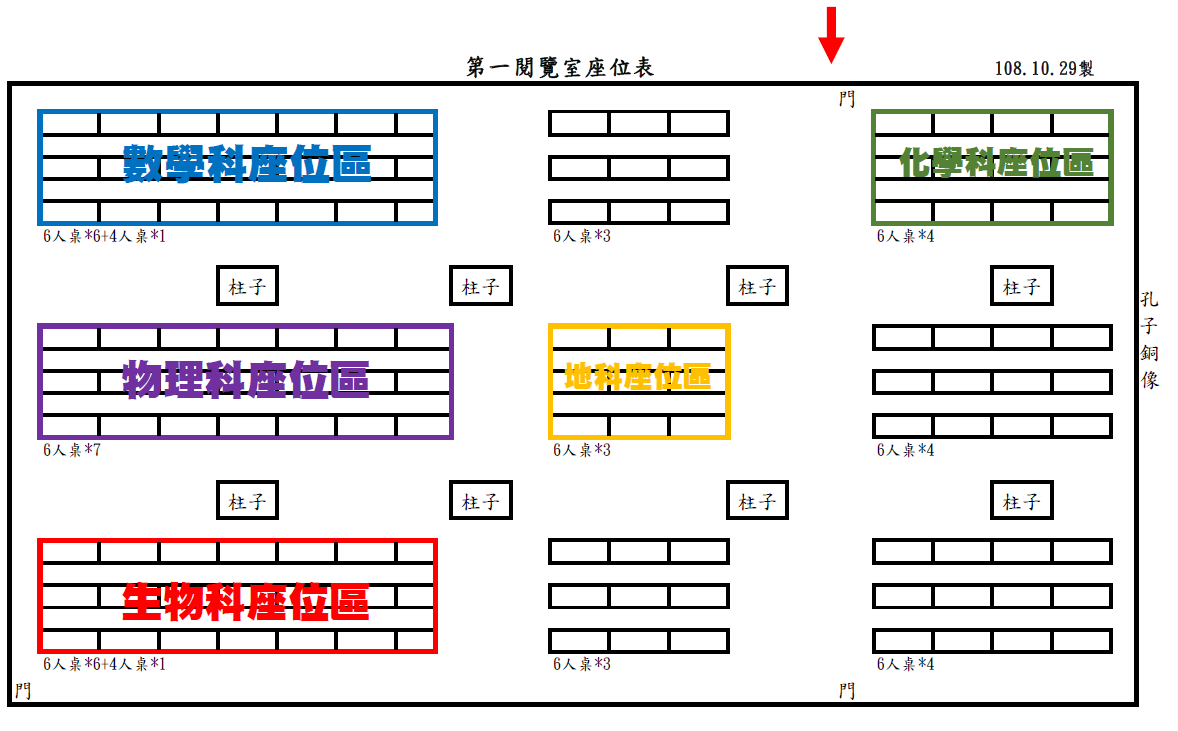 第一閱覽室座位表
108.10.29製
門
數學科座位區
化學科座位區
6人桌*6+4人桌*1
6人桌*3
6人桌*4
柱子
柱子
柱子
柱子
孔子銅像
物理科座位區
地科座位區
6人桌*7
6人桌*3
6人桌*4
柱子
柱子
柱子
柱子
生物科座位區
6人桌*6+4人桌*1
6人桌*3
6人桌*4
門
門